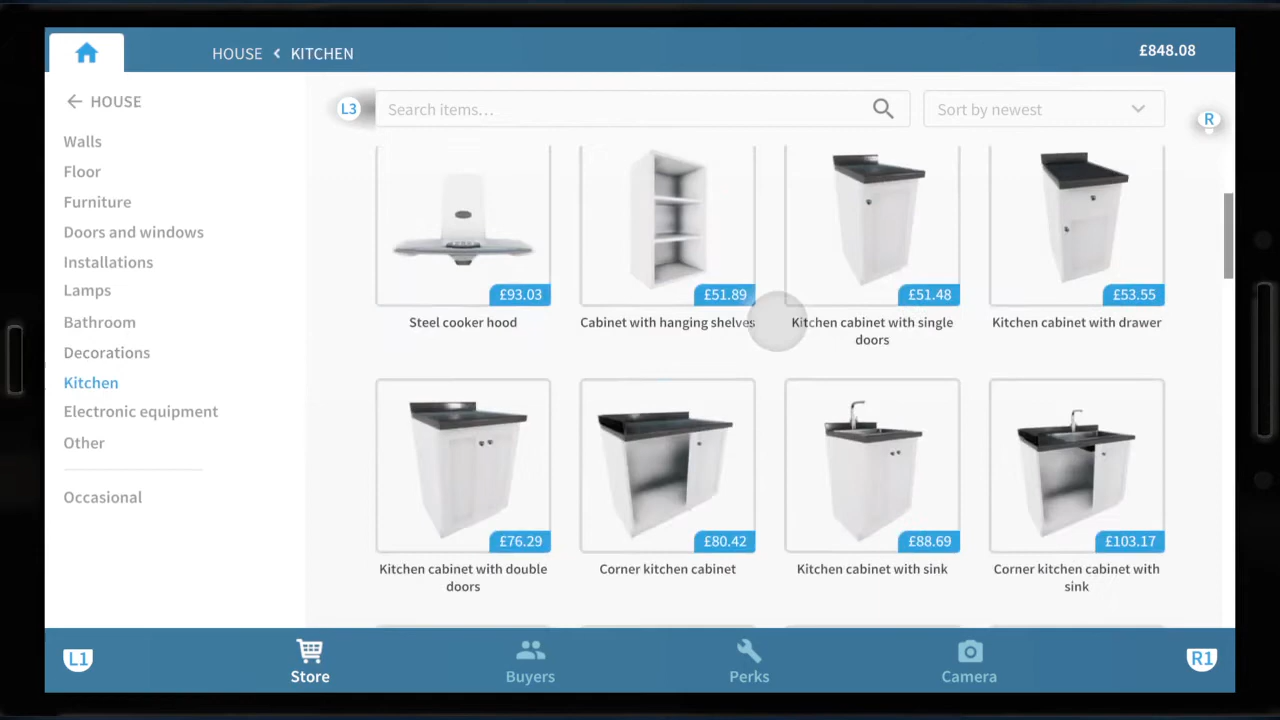 HOUSE < KITCHEN
£848.08
HOUSE
L3
Search items...
Sort by newest
R
Walls
Floor
Furniture
Doors and windows
Installations
Lamps
Bathroom
Decorations
Kitchen
Electronic equipment
Other
Occasional
£93.03
£51.89
£51.48
£53.55
Steel cooker hood
Cabinet with hanging shelves
Kitchen cabinet with single
doors
Kitchen cabinet with drawer
£76.29
£80.42
£88.69
£103.17
Kitchen cabinet with double
doors
Corner kitchen cabinet
Kitchen cabinet with sink
Corner kitchen cabinet with
sink
L1
Store
Buyers
Perks
Camera
R1